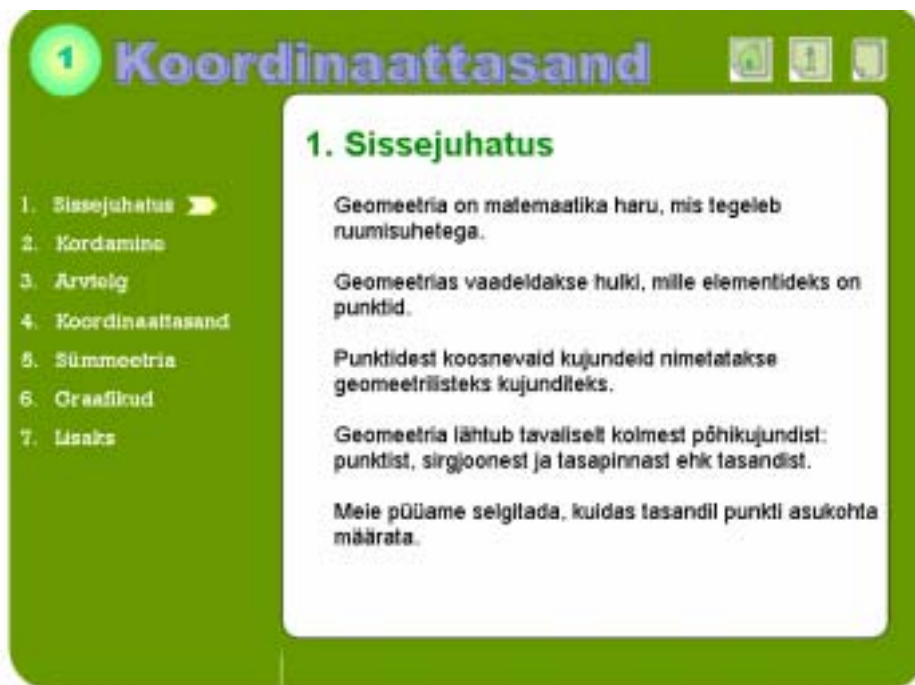 1 Koordinaattasand
1. Sissejuhatus
2. Kordamine
3. Arvtelg
4. Koordinaattasand
5. Sümmeetria
6. Graafikud
7. Lisaks
1. Sissejuhatus
Geomeetria on matemaatika haru, mis tegeleb
ruumisuhetega.
Geomeetrias vaadeldakse hulki, mille elementideks on
punktid.
Punktidest koosnevaid kujundeid nimetatakse
geomeetrilisteks kujunditeks.
Geomeetria lähtub tavaliselt kolmest põhikujundist:
punktist, sirgjoonest ja tasapinnast ehk tasandist.
Meie püüame selgitada, kuidas tasandil punkti asukohta
määrata.